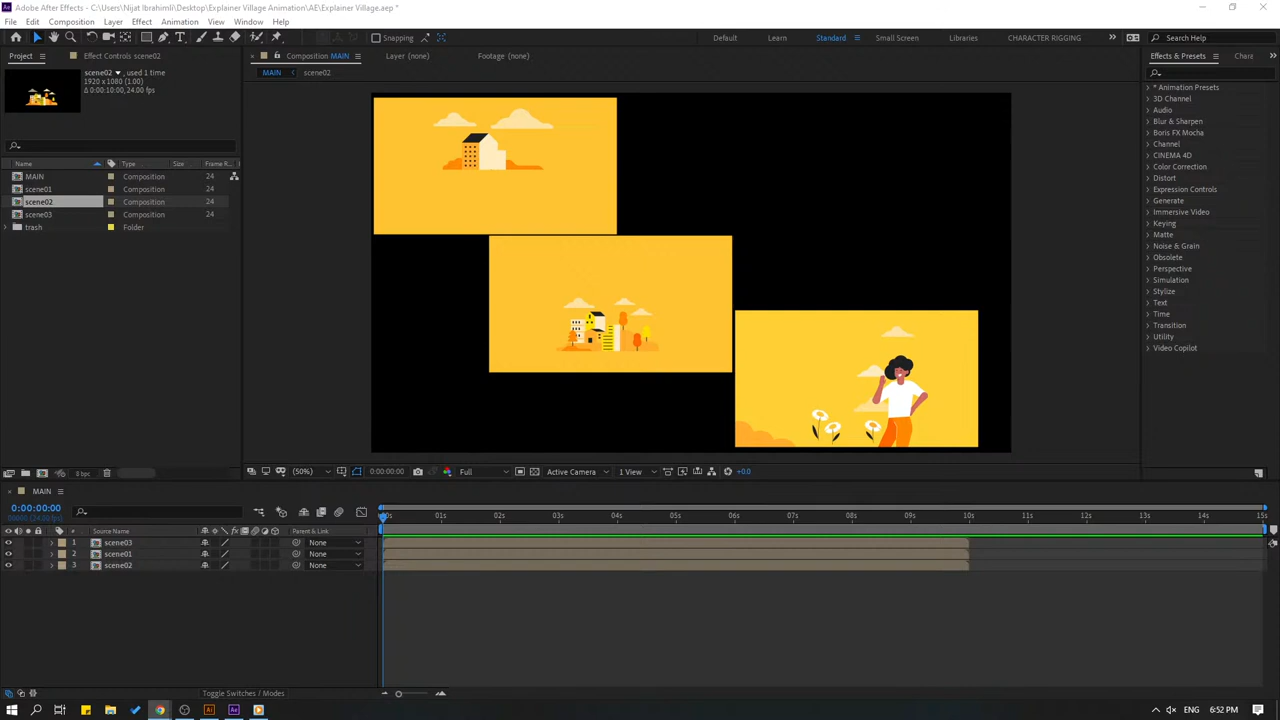 Adobe After Effects - C:\Users\Nijat Ibrahimli\Desktop\Explainer Village Animation\AE\Explainer Village.aep *
File Edit Composition Layer Effect Animation View Window Help
Snapping Default Learn Standard Small Screen Libraries CHARACTER RIGGING Search Help
Project Effect Controls scene02 Composition MAIN Layer (none) Footage (none) Effects & Presets Chara
scene02, used 1 time
1920 x 1080 (1.00)
Δ 0:00:10:00, 24.00 fps
MAIN scene02
Name Type Size Frame R
MAIN Composition 24
scene01 Composition 24
scene02 Composition 24
scene03 Composition 24
trash Folder
* Animation Presets
3D Channel
Audio
Blur & Sharpen
Boris FX Mocha
Channel
CINEMA 4D
Color Correction
Distort
Expression Controls
Generate
Immersive Video
Keying
Matte
Noise & Grain
Obsolete
Perspective
Simulation
Stylize
Text
Time
Transition
Utility
Video Copilot
8 bpc (50%) 0:00:00:00 Full Active Camera 1 View +0.0
MAIN
0:00:00:00
00000 (24.00 fps)
01s 02s 03s 04s 05s 06s 07s 08s 09s 10s 11s 12s 13s 14s 15s
# Source Name fx Parent & Link
1 scene03 None
2 scene01 None
3 scene02 None
Toggle Switches / Modes
ENG 6:52 PM